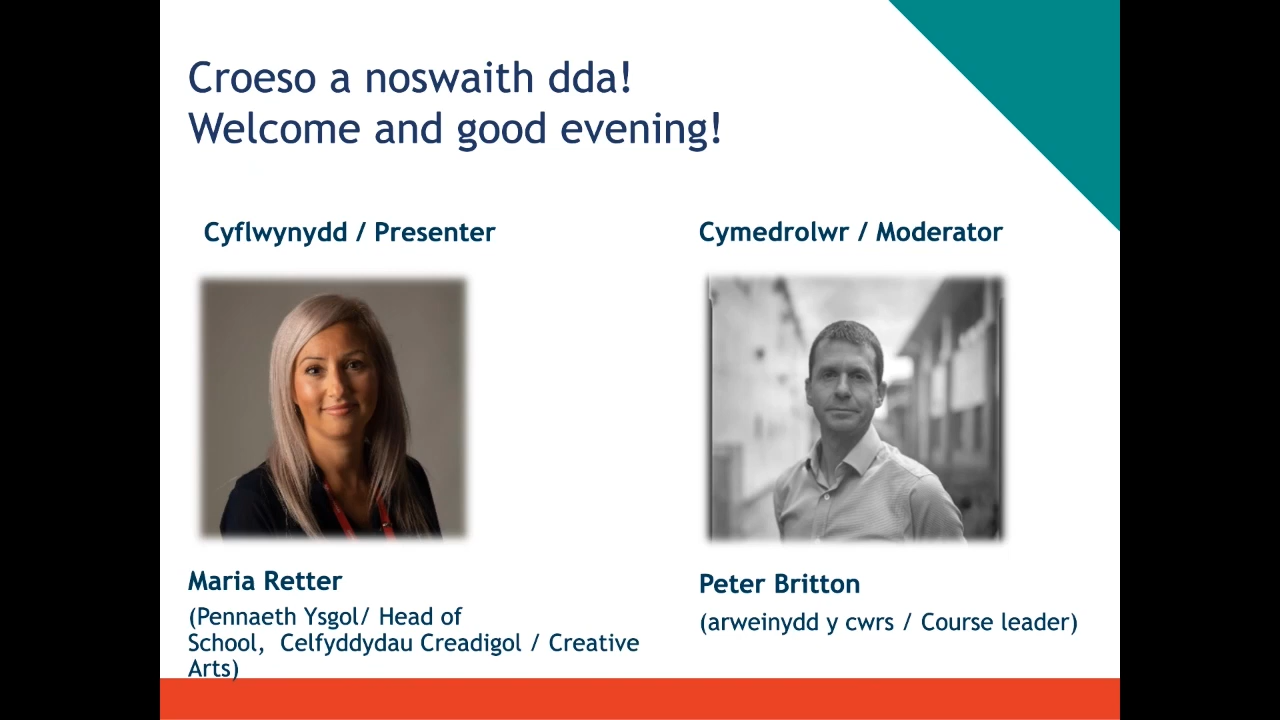 Croeso a noswaith dda!
Welcome and good evening!
Cyflwynydd / Presenter
Cymedrolwr / Moderator
Maria Retter
(Pennaeth Ysgol/ Head of
School,  Celfyddydau Creadigol / Creative
Arts)
Peter Britton
(arweinydd y cwrs / Course leader)